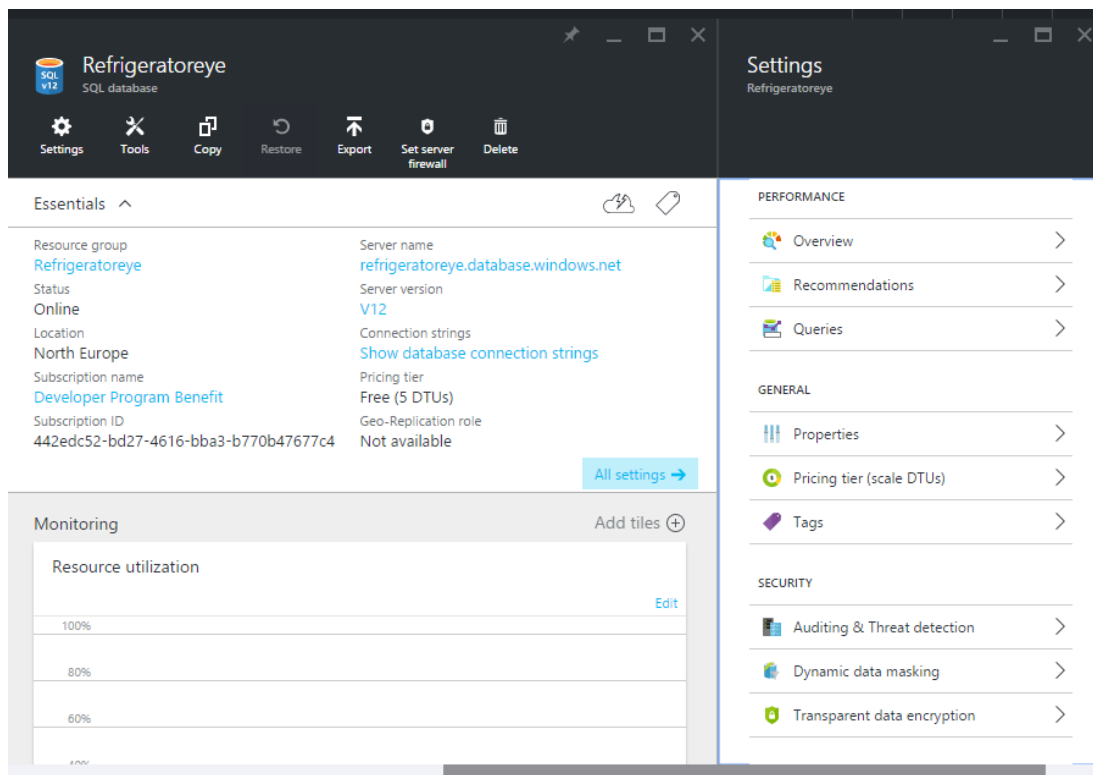 Refrigeratoreye
SQL database
SQL
v12
Settings
Tools
Copy
Restore
Export
Set server
firewall
Delete
Essentials
Resource group
Refrigeratoreye
Status
Online
Location
North Europe
Subscription name
Developer Program Benefit
Subscription ID
442edc52-bd27-4616-bba3-b770b47677c4
Server name
refrigeratoreye.database.windows.net
Server version
V12
Connection strings
Show database connection strings
Pricing tier
Free (5 DTUs)
Geo-Replication role
Not available
All settings →
Monitoring
Add tiles
Resource utilization
Edit
100%
80%
60%
40%
Settings
Refrigeratoreye
PERFORMANCE
Overview
Recommendations
Queries
GENERAL
Properties
Pricing tier (scale DTUs)
Tags
SECURITY
Auditing & Threat detection
Dynamic data masking
Transparent data encryption